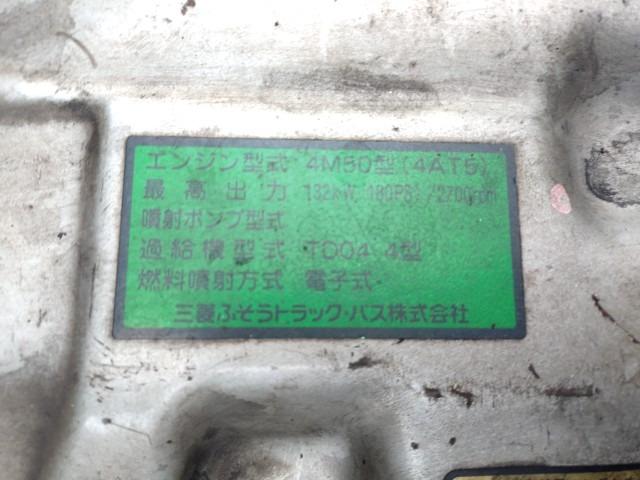 エンジン型式 4M50型(4AT5)
最高出力 132kW 180PS /2700rpm
噴射ポンプ型式
過給機型式 TD04 4型
燃料噴射方式 電子式
三菱ふそうトラック・バス株式会社